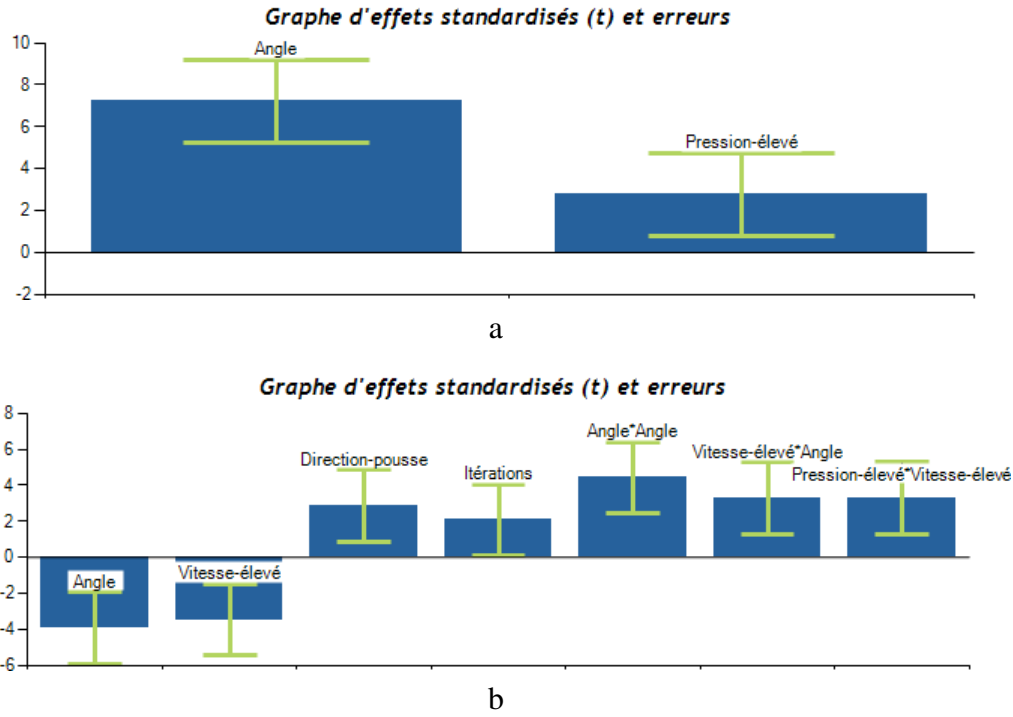 Graphe d'effets standardisés (t) et erreurs
10
Angle
8
6
Pression-élevé
4
2
0
-2
a
Graphe d'effets standardisés (t) et erreurs
8
Angle*Angle
6
Vitesse-élevé*Angle
Direction-pousse
Itérations
Pression-élevé*Vitesse-élevé
4
2
0
Vitesse-élevé
Angle
-2
-4
-6
b